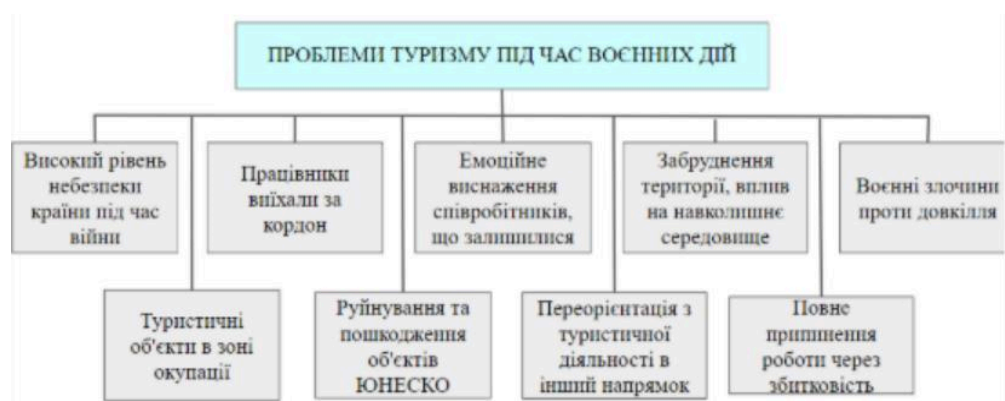 ПРОБЛЕМИ ТУРИЗМУ ПІД ЧАС ВОЄННИХ ДІЙ
Високий рівень
небезпеки
країни під час
війни
Працівники
виїхали за
кордон
Емоційне
виснаження
співробітників,
що залишилися
Забруднення
території, вплив
на навколишнє
середовище
Воєнні злочини
проти довкілля
Туристичні
об'єкти в зоні
окупації
Руйнування та
пошкодження
об'єктів
ЮНЕСКО
Переорієнтація з
туристичної
діяльності в
інший напрямок
Повне
припинення
роботи через
збитковість